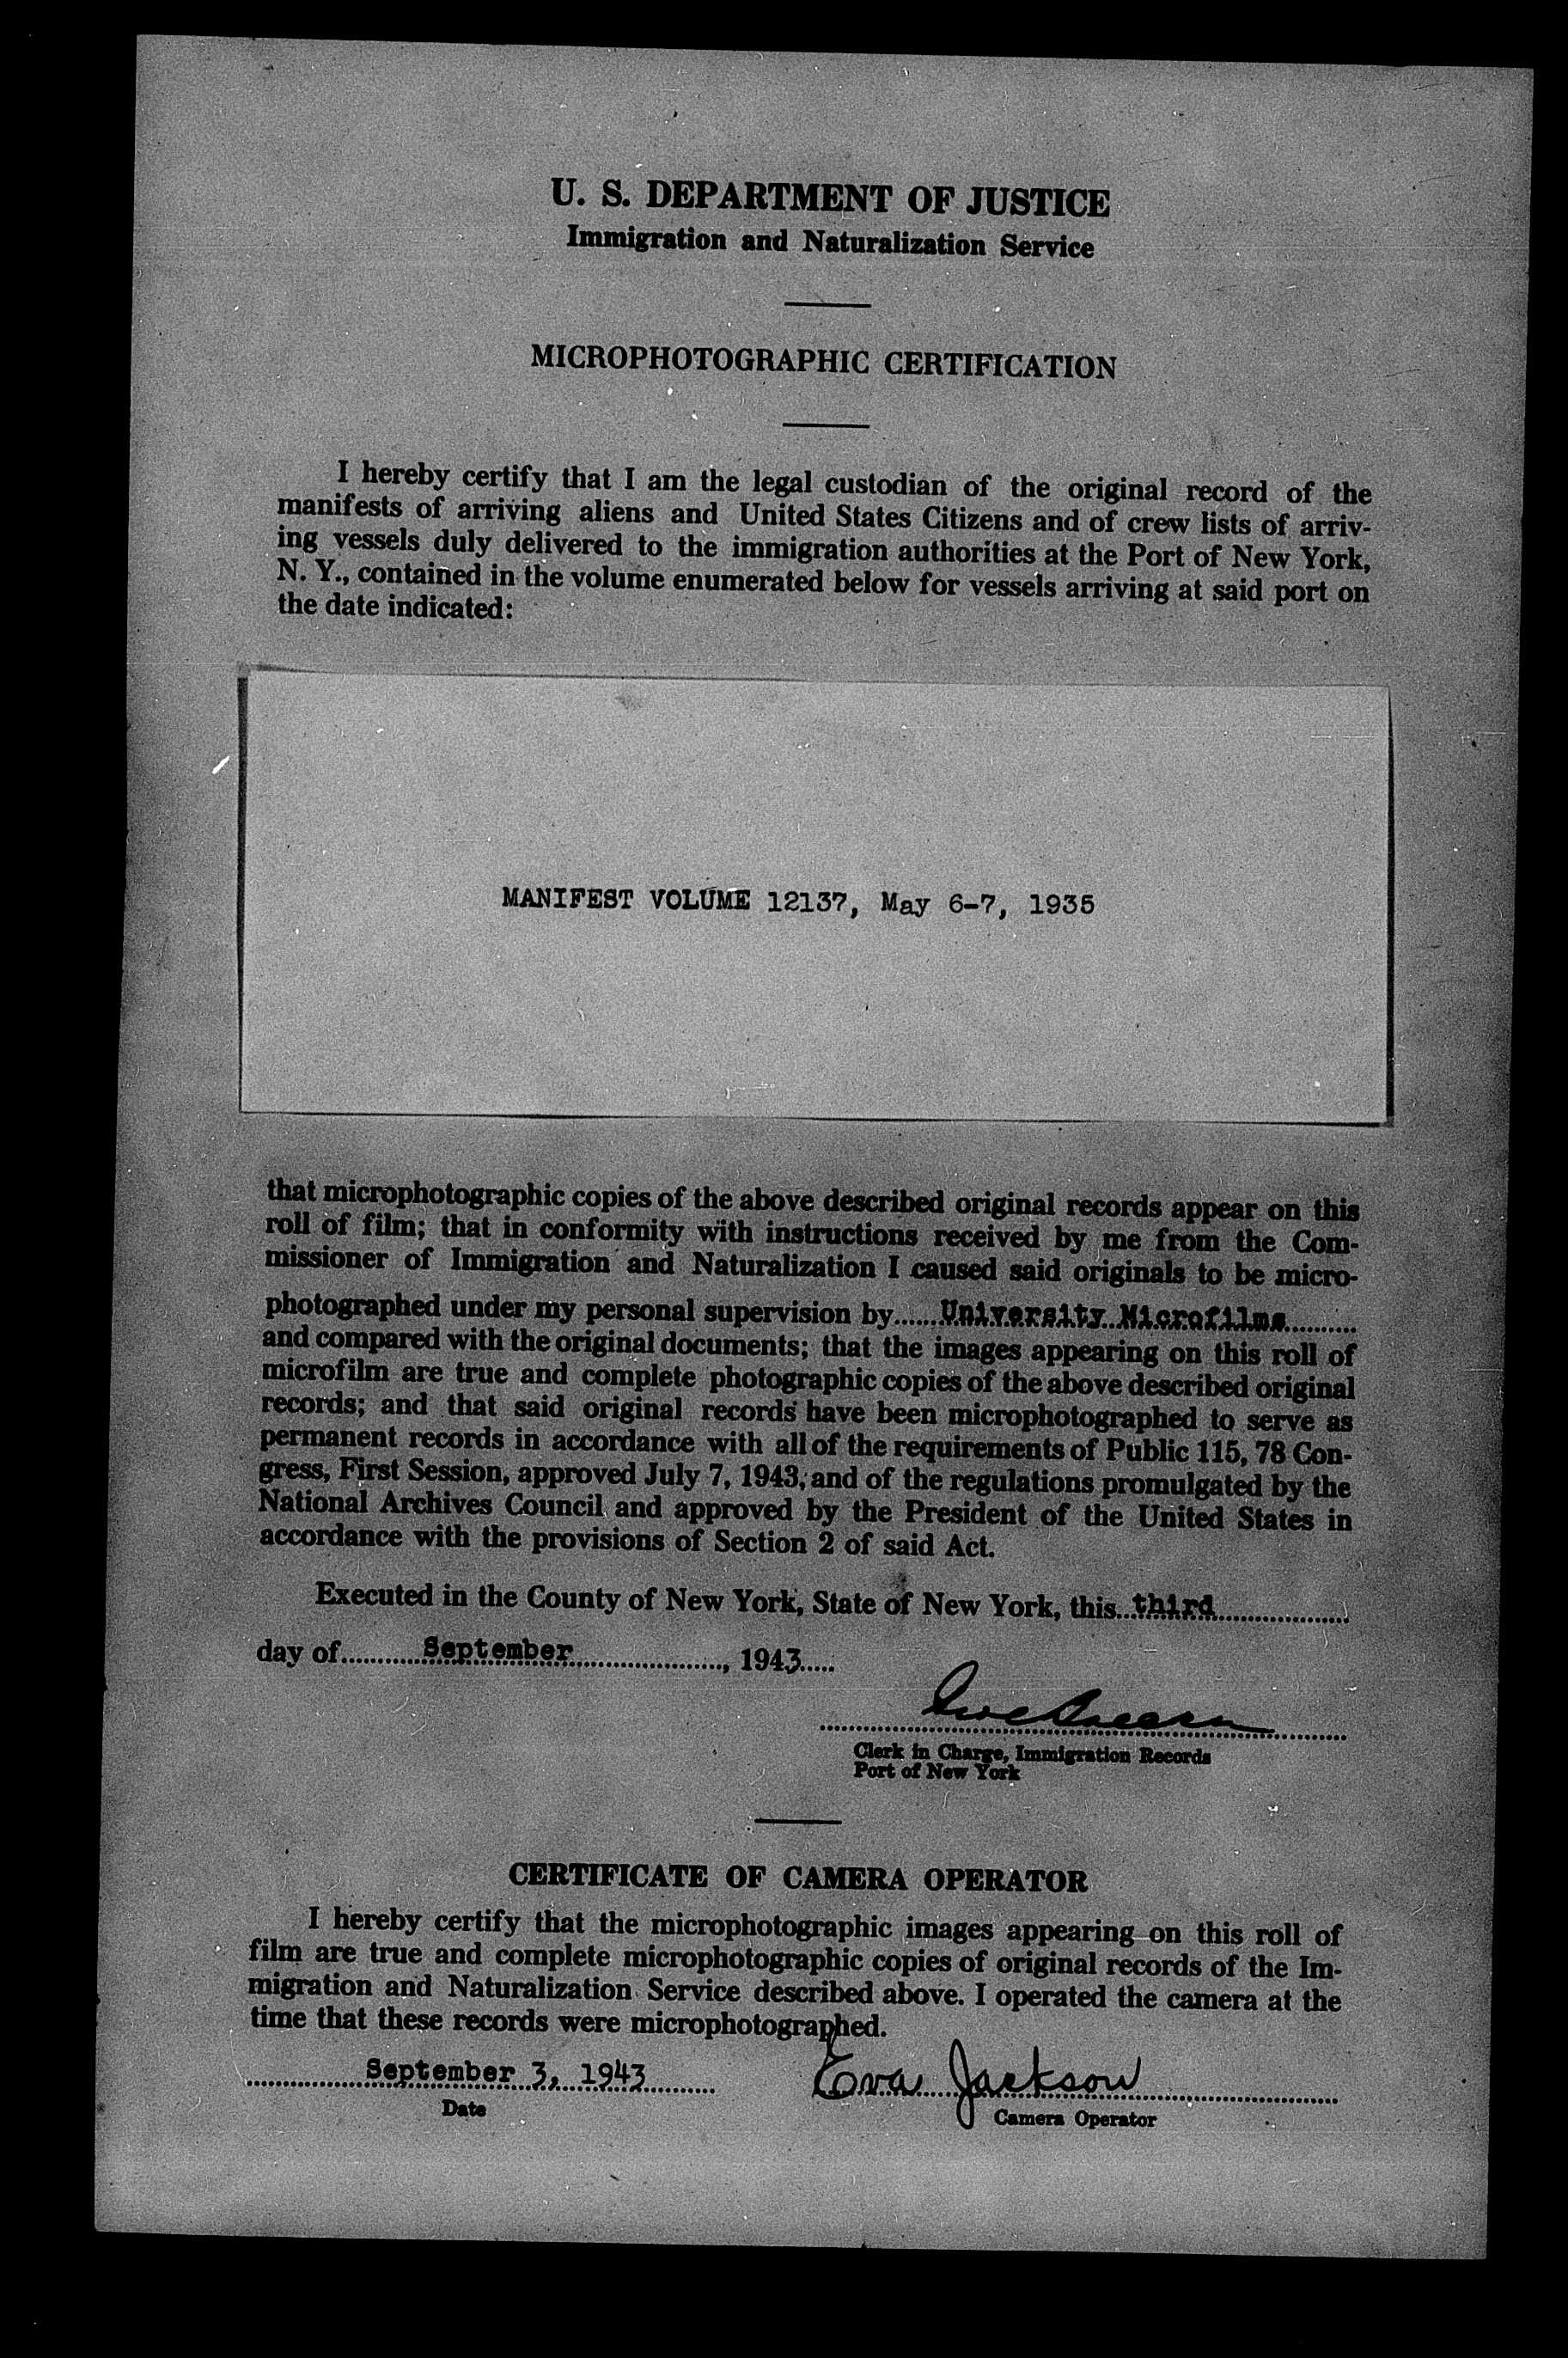 U. S. DEPARTMENT OF JUSTICE
Immigration and Naturalization Service
MICROPHOTOGRAPHIC CERTIFICATION
I hereby certify that I am the legal custodian of the original record of the
manifests of arriving aliens and United States Citizens and of crew lists of arriv-
ing vessels duly delivered to the immigration authorities at the Port of New York,
N. Y., contained in the volume enumerated below for vessels arriving at said port on
the date indicated:
MANIFEST VOLUME 12137, May 6-7, 1935
that microphotographic copies of the above described original records appear on this
roll of film; that in conformity with instructions received by me from the Com-
missioner of Immigration and Naturalization I caused said originals to be micro-
photographed under my personal supervision by......University Microfilms..........
and compared with the original documents; that the images appearing on this roll of
microfilm are true and complete photographic copies of the above described original
records; and that said original records have been microphotographed to serve as
permanent records in accordance with all of the requirements of Public 115, 78 Con-
gress, First Session, approved July 7, 1943, and of the regulations promulgated by the
National Archives Council and approved by the President of the United States in
accordance with the provisions of Section 2 of said Act.
Executed in the County of New York, State of New York, this...third....................
day of............September......................, 1943.....
Clerk in Charge, Immigration Records
Port of New York
CERTIFICATE OF CAMERA OPERATOR
I hereby certify that the microphotographic images appearing on this roll of
film are true and complete microphotographic copies of original records of the Im-
migration and Naturalization Service described above. I operated the camera at the
time that these records were microphotographed.
September 3, 1943 Eva Jackson
Date Camera Operator